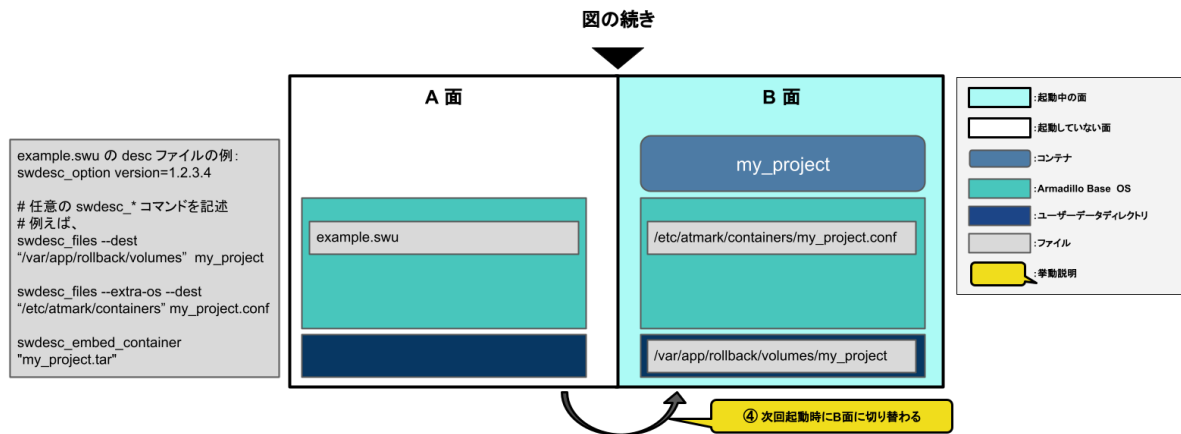 図の続き
A 面
B 面
example.swu の desc ファイルの例：
swdesc_option version=1.2.3.4
# 任意の swdesc_* コマンドを記述
# 例えば、
swdesc_files --dest
“/var/app/rollback/volumes” my_project
swdesc_files --extra-os --dest
“/etc/atmark/containers” my_project.conf
swdesc_embed_container
"my_project.tar"
example.swu
my_project
/etc/atmark/containers/my_project.conf
/var/app/rollback/volumes/my_project
④ 次回起動時にB面に切り替わる
：起動中の面
：起動していない面
：コンテナ
：Armadillo Base OS
：ユーザーデータディレクトリ
：ファイル
：挙動説明